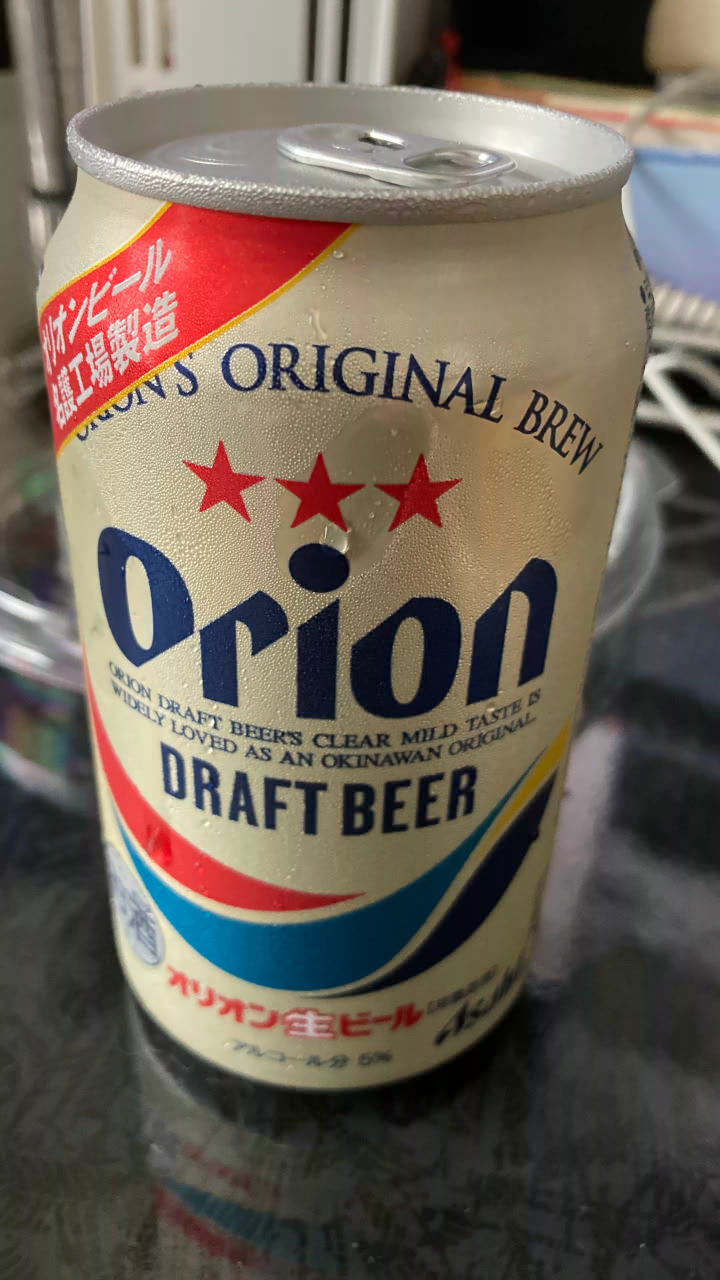 オリオンビール
名護工場製造
ORION'S ORIGINAL BREW
Orion
ORION DRAFT BEER'S CLEAR MILD TASTE IS
WIDELY LOVED AS AN OKINAWAN ORIGINAL.
DRAFT BEER
オリオン生ビール
Asahi
アルコール分 5%